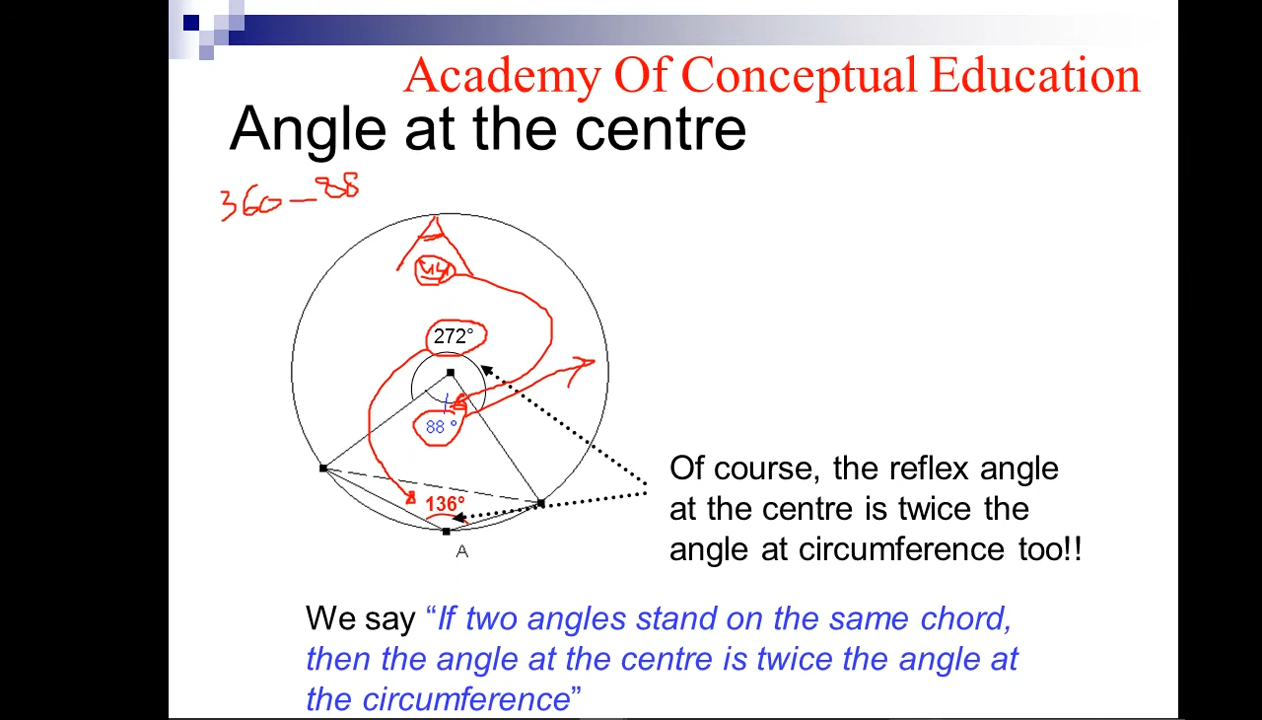 Academy Of Conceptual Education
Angle at the centre
360 - 88
44
272°
88 °
136°
A
Of course, the reflex angle
at the centre is twice the
angle at circumference too!!
We say “If two angles stand on the same chord,
then the angle at the centre is twice the angle at
the circumference”